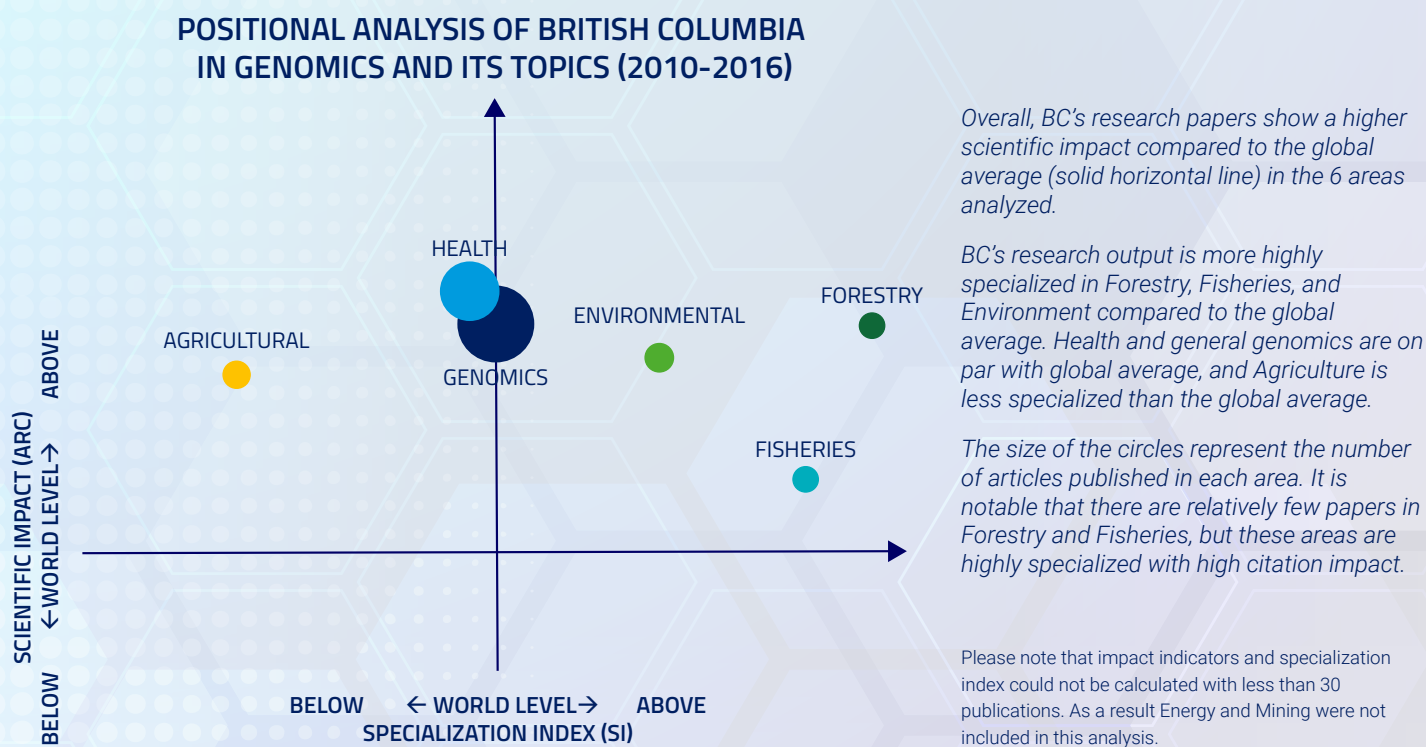 POSITIONAL ANALYSIS OF BRITISH COLUMBIA
IN GENOMICS AND ITS TOPICS (2010-2016)
HEALTH
GENOMICS
AGRICULTURAL
ENVIRONMENTAL
FORESTRY
FISHERIES
SCIENTIFIC IMPACT (ARC)
BELOW ←WORLD LEVEL→ ABOVE
BELOW ← WORLD LEVEL→ ABOVE
SPECIALIZATION INDEX (SI)
Overall, BC’s research papers show a higher
scientific impact compared to the global
average (solid horizontal line) in the 6 areas
analyzed.
BC’s research output is more highly
specialized in Forestry, Fisheries, and
Environment compared to the global
average. Health and general genomics are on
par with global average, and Agriculture is
less specialized than the global average.
The size of the circles represent the number
of articles published in each area. It is
notable that there are relatively few papers in
Forestry and Fisheries, but these areas are
highly specialized with high citation impact.
Please note that impact indicators and specialization
index could not be calculated with less than 30
publications. As a result Energy and Mining were not
included in this analysis.